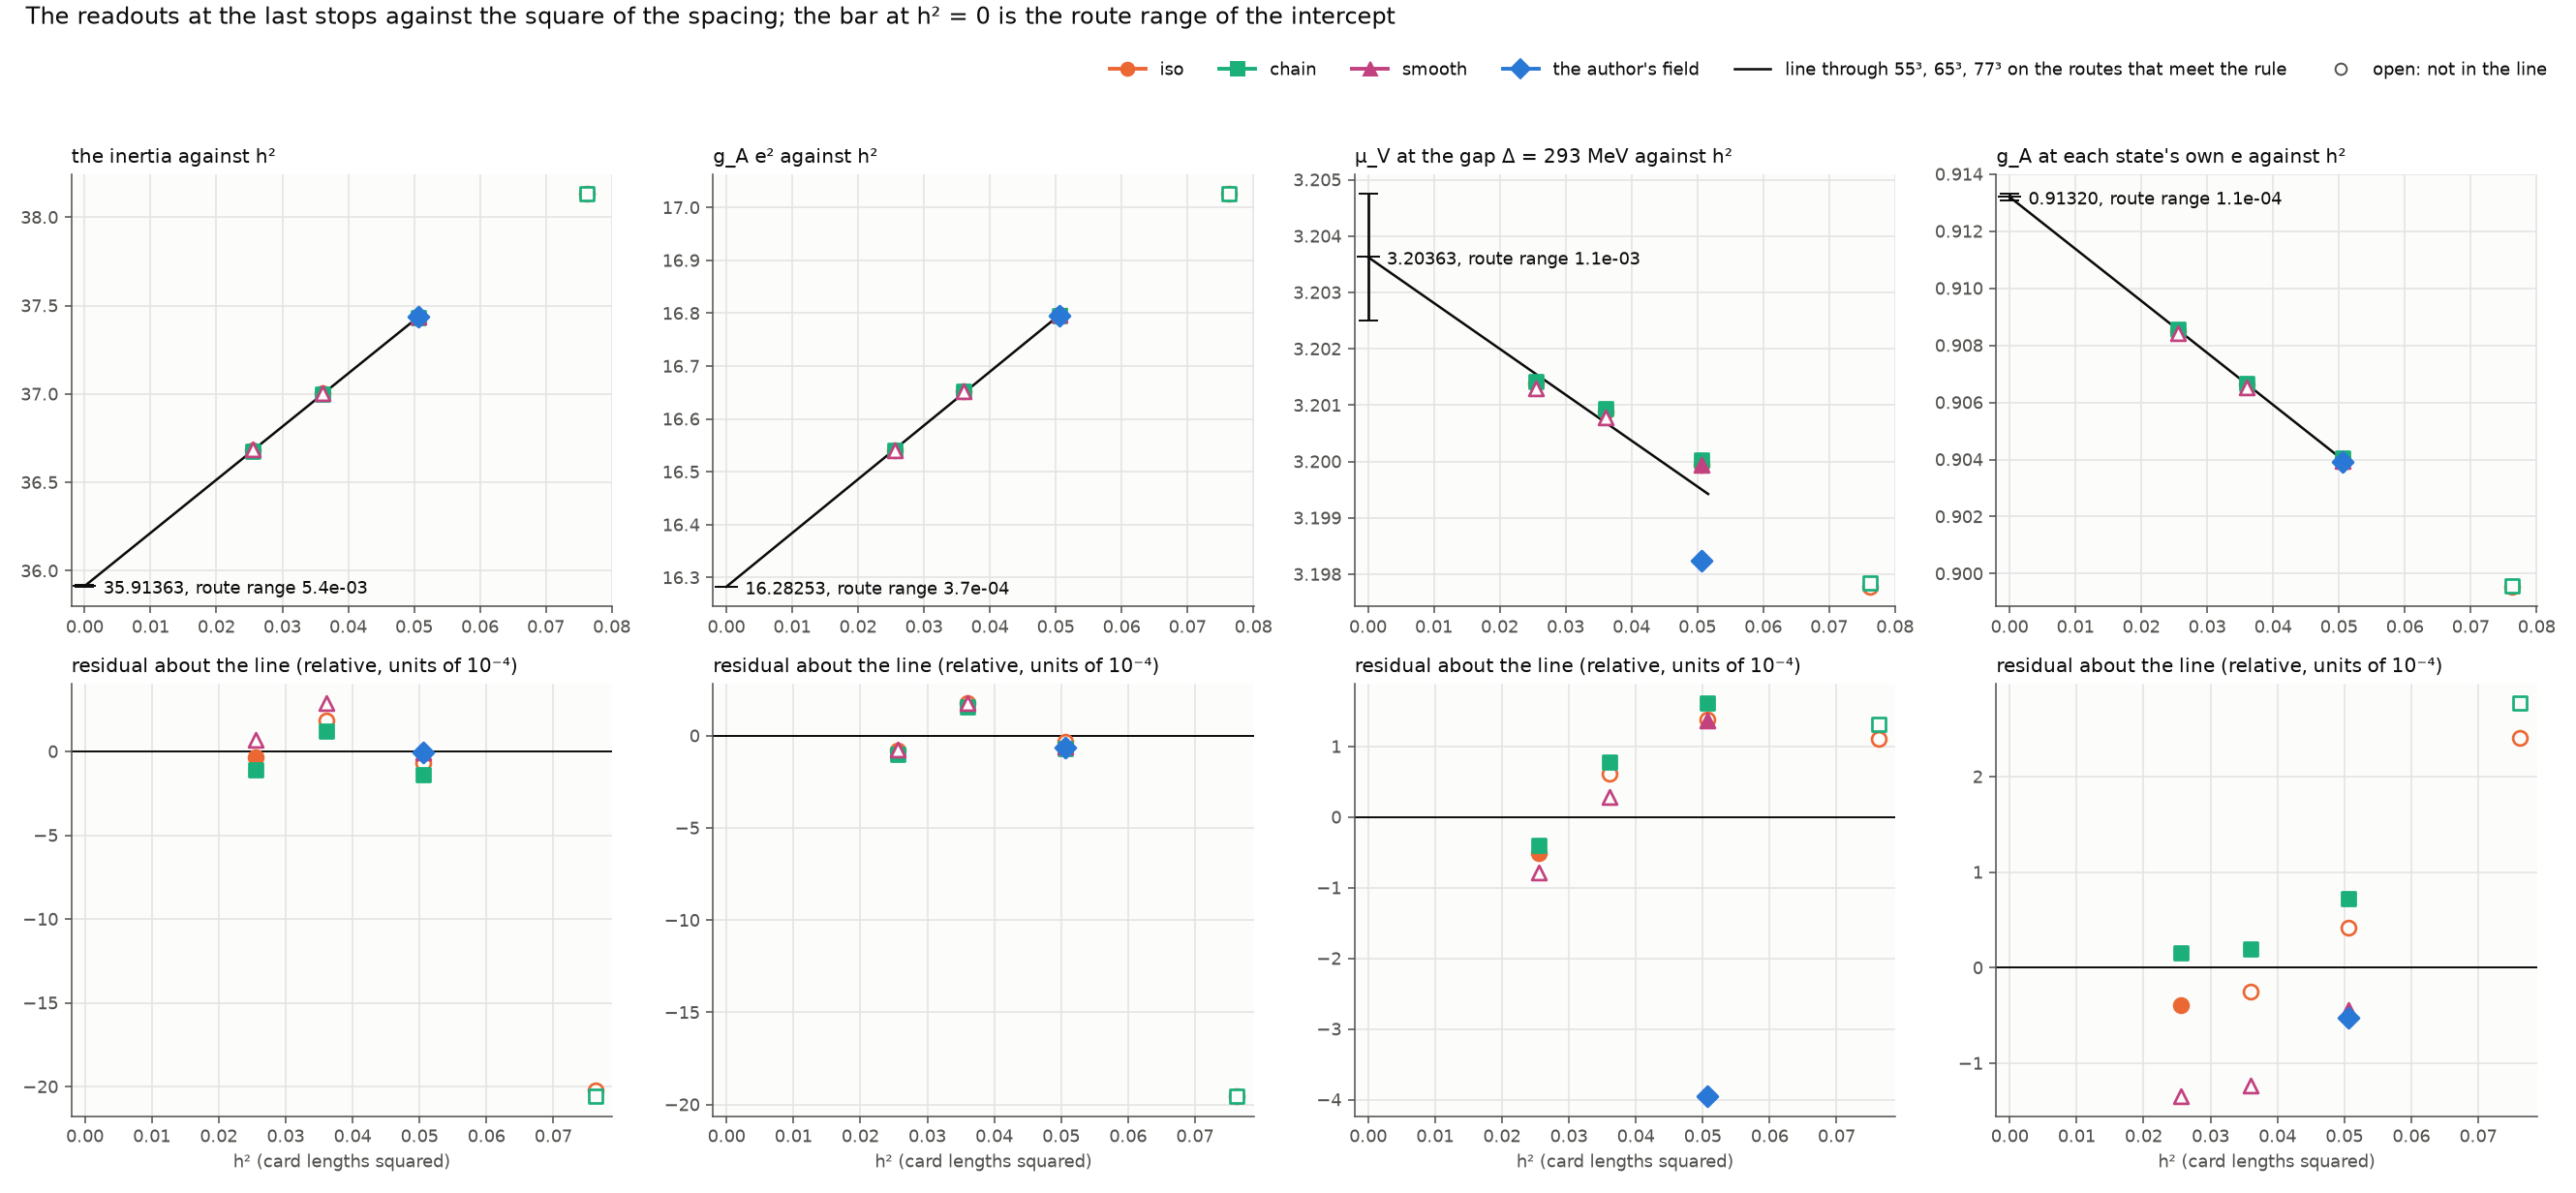 The readouts at the last stops against the square of the spacing; the bar at h² = 0 is the route range of the intercept
iso
chain
smooth
the author's field
line through 55³, 65³, 77³ on the routes that meet the rule
open: not in the line
the inertia against h²
38.0
37.5
37.0
36.5
36.0
35.91363, route range 5.4e-03
0.00 0.01 0.02 0.03 0.04 0.05 0.06 0.07 0.08
g_A e² against h²
17.0
16.9
16.8
16.7
16.6
16.5
16.4
16.3
16.28253, route range 3.7e-04
0.00 0.01 0.02 0.03 0.04 0.05 0.06 0.07 0.08
μ_V at the gap Δ = 293 MeV against h²
3.205
3.204
3.203
3.202
3.201
3.200
3.199
3.198
3.20363, route range 1.1e-03
0.00 0.01 0.02 0.03 0.04 0.05 0.06 0.07 0.08
g_A at each state's own e against h²
0.914
0.912
0.910
0.908
0.906
0.904
0.902
0.900
0.91320, route range 1.1e-04
0.00 0.01 0.02 0.03 0.04 0.05 0.06 0.07 0.08
residual about the line (relative, units of 10⁻⁴)
0
−5
−10
−15
−20
0.00 0.01 0.02 0.03 0.04 0.05 0.06 0.07
h² (card lengths squared)
residual about the line (relative, units of 10⁻⁴)
0
−5
−10
−15
−20
0.00 0.01 0.02 0.03 0.04 0.05 0.06 0.07
h² (card lengths squared)
residual about the line (relative, units of 10⁻⁴)
1
0
−1
−2
−3
−4
0.00 0.01 0.02 0.03 0.04 0.05 0.06 0.07
h² (card lengths squared)
residual about the line (relative, units of 10⁻⁴)
2
1
0
−1
0.00 0.01 0.02 0.03 0.04 0.05 0.06 0.07
h² (card lengths squared)